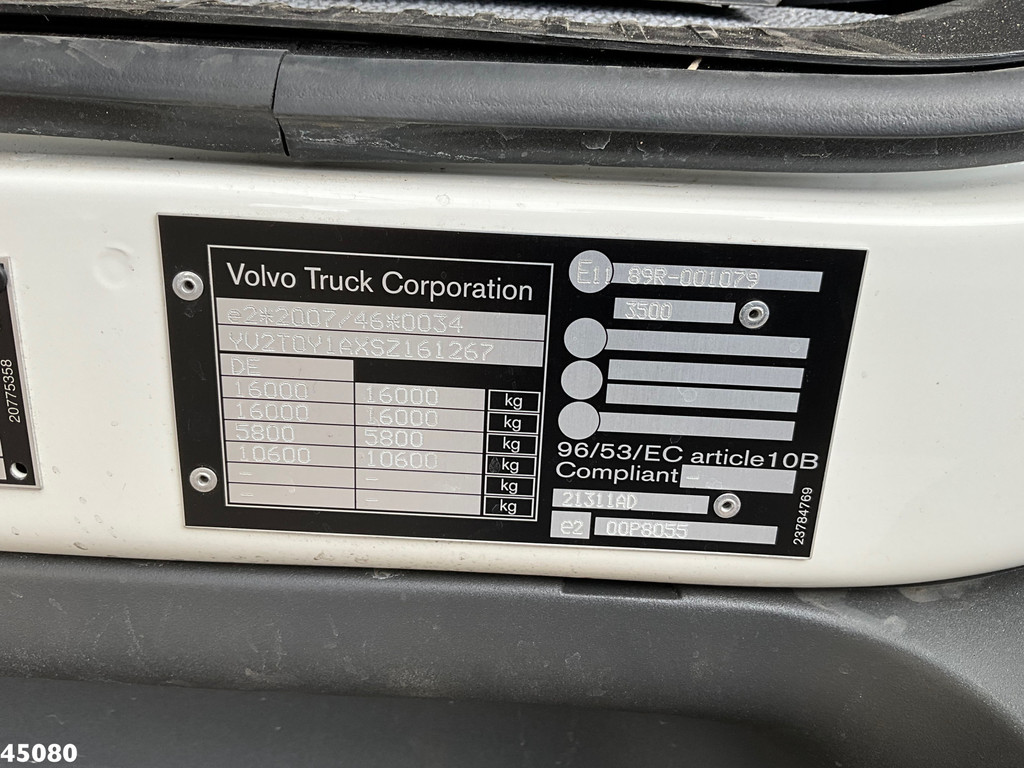 Volvo Truck Corporation
e2*2007/46*0034
YV2T0Y1AXSZ161267
DE
16000 16000 kg
16000 16000 kg
5800 5800 kg
10600 10600 kg
- - kg
- - kg
E11 89R-001079
3500
96/53/EC article10B
Compliant -
21311AD
e2 00P8055
23784769
20775358
45080